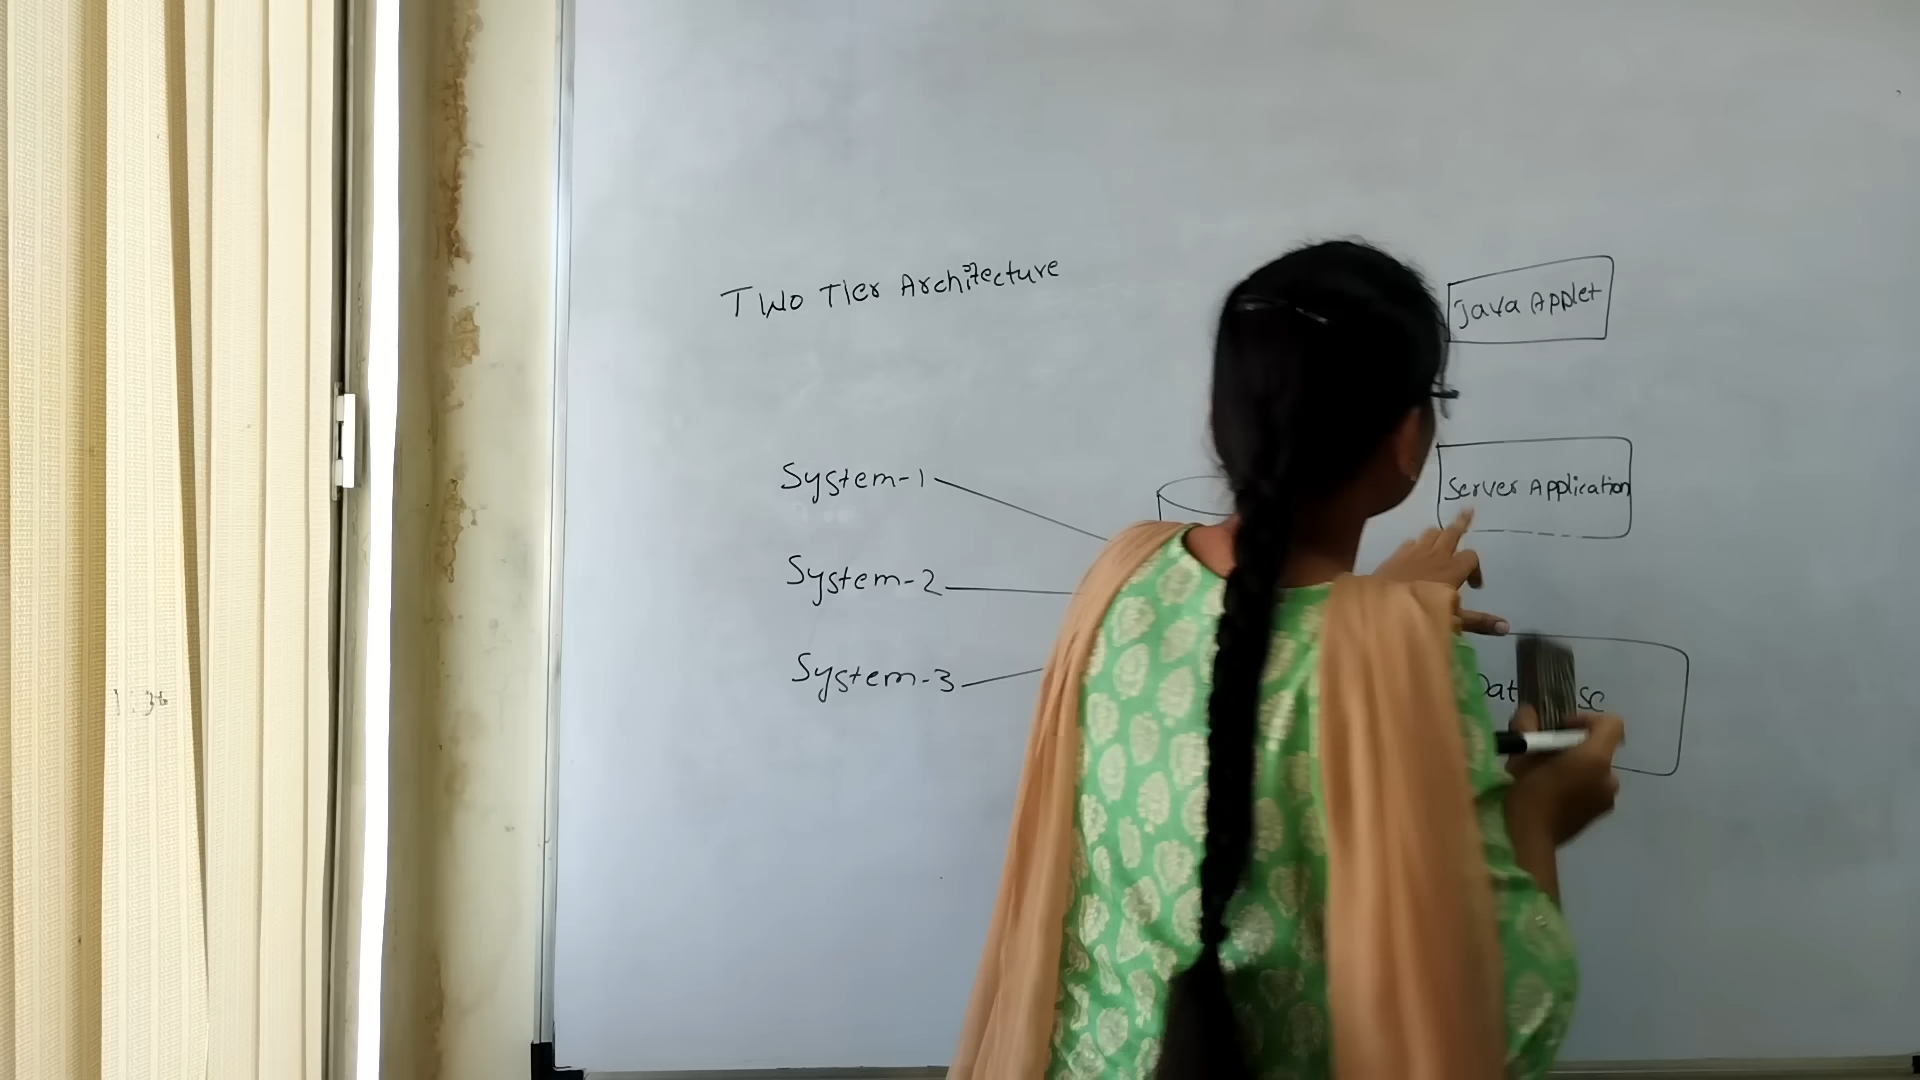 Two Tier Architecture
Java Applet
System-1
Server Application
System-2
System-3